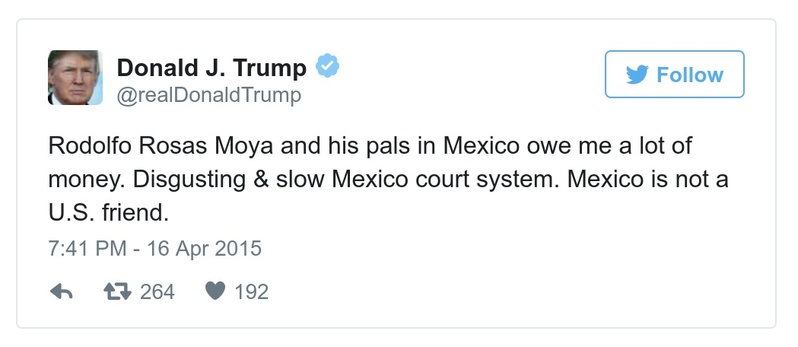 Donald J. Trump
@realDonaldTrump
Follow
Rodolfo Rosas Moya and his pals in Mexico owe me a lot of
money. Disgusting & slow Mexico court system. Mexico is not a
U.S. friend.
7:41 PM - 16 Apr 2015
264 192